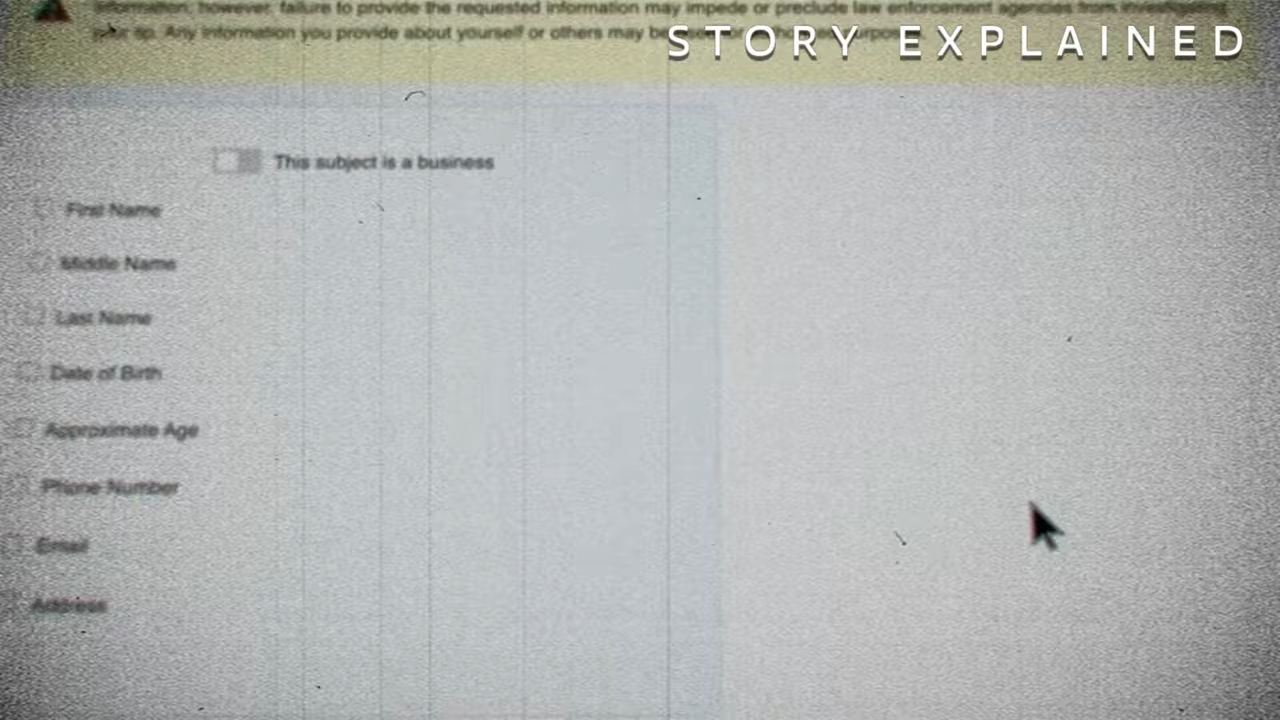 information, however, failure to provide the requested information may impede or preclude law enforcement agencies from investigating
your tip. Any information you provide about yourself or others may be
STORY EXPLAINED
This subject is a business
First Name
Middle Name
Last Name
Date of Birth
Approximate Age
Phone Number
Email
Address